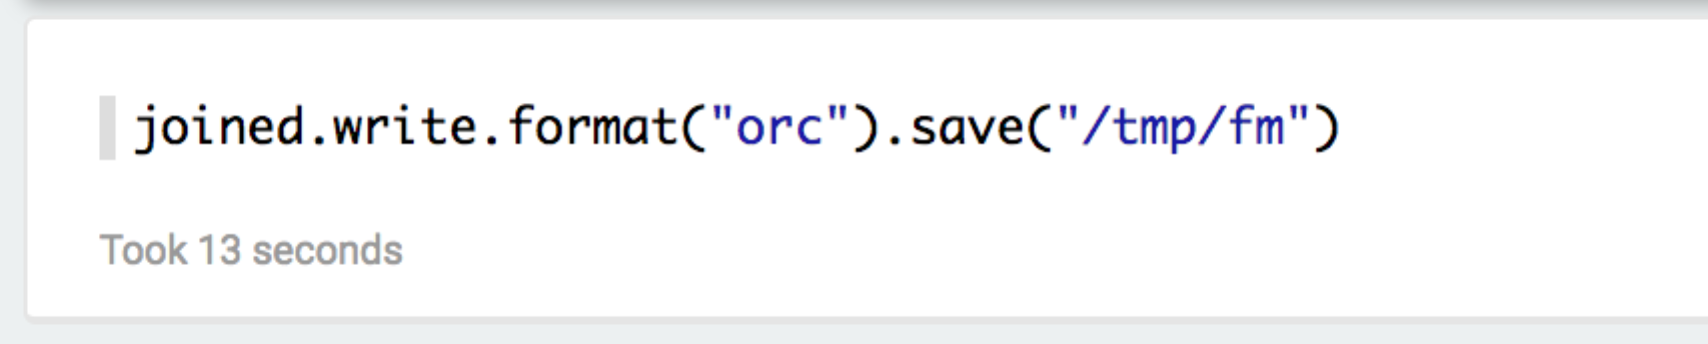 joined.write.format("orc").save("/tmp/fm")
Took 13 seconds